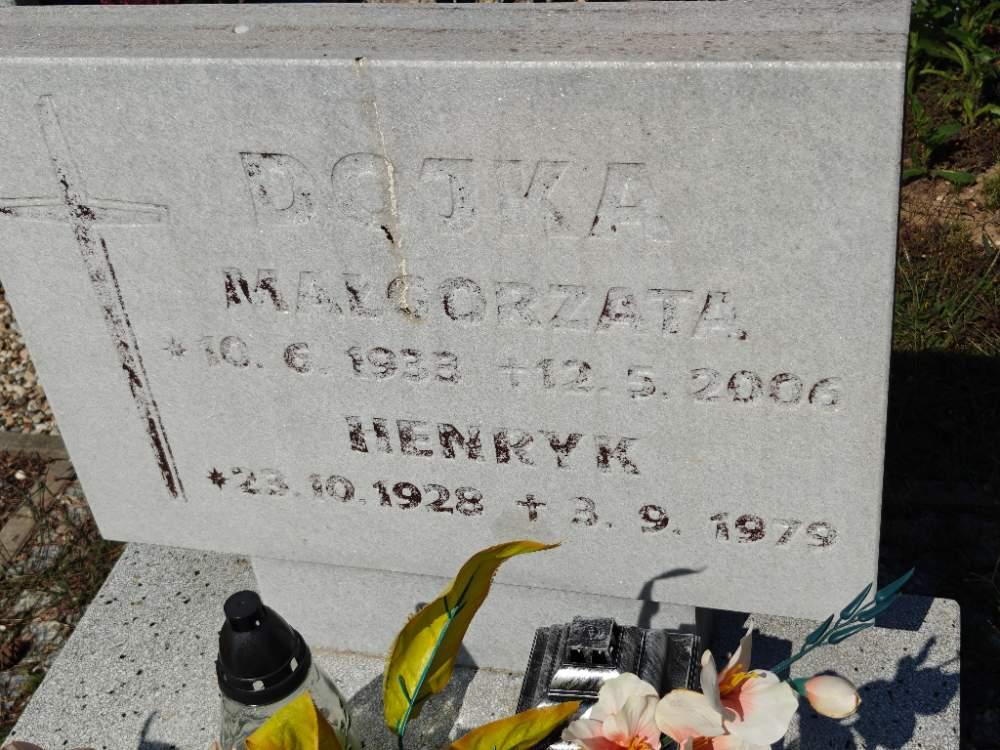 DOJKA
MAŁGORZATA
* 10. 6. 1933 + 12. 5. 2006
HENRYK
* 23. 10. 1928 + 3. 9. 1979